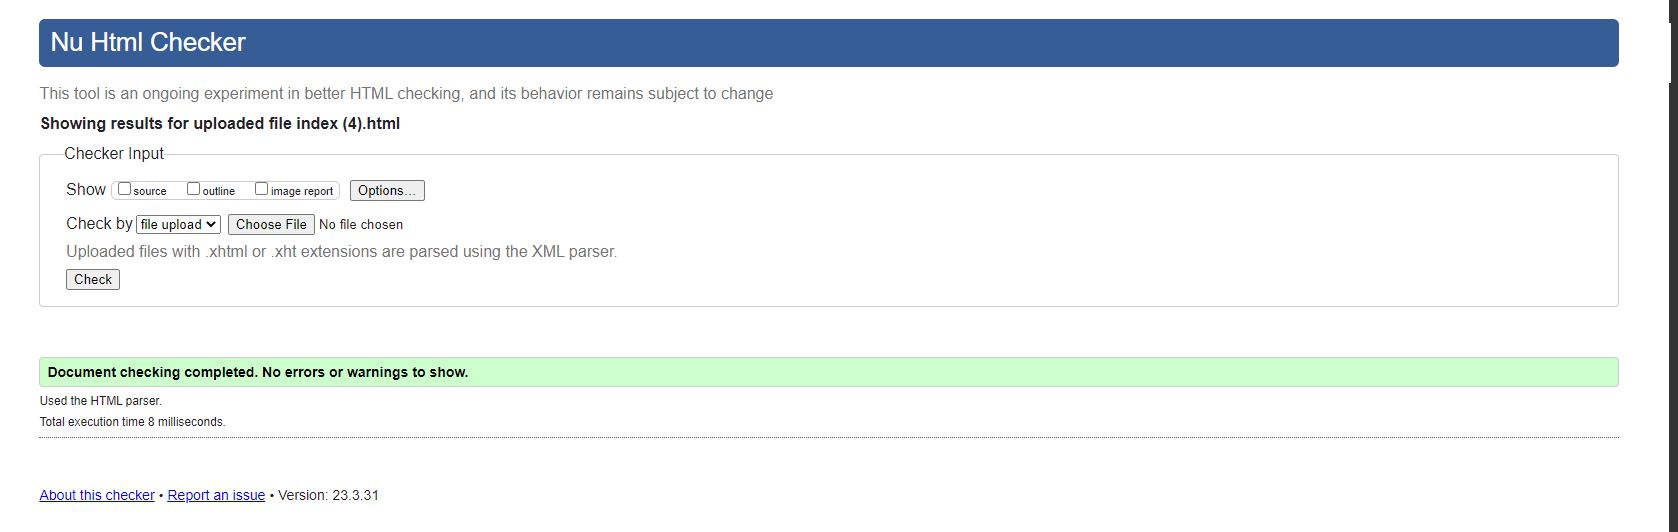 Nu Html Checker
This tool is an ongoing experiment in better HTML checking, and its behavior remains subject to change
Showing results for uploaded file index (4).html
Checker Input
Show source outline image report Options...
Check by file upload Choose File No file chosen
Uploaded files with .xhtml or .xht extensions are parsed using the XML parser.
Check
Document checking completed. No errors or warnings to show.
Used the HTML parser.
Total execution time 8 milliseconds.
About this checker • Report an issue • Version: 23.3.31